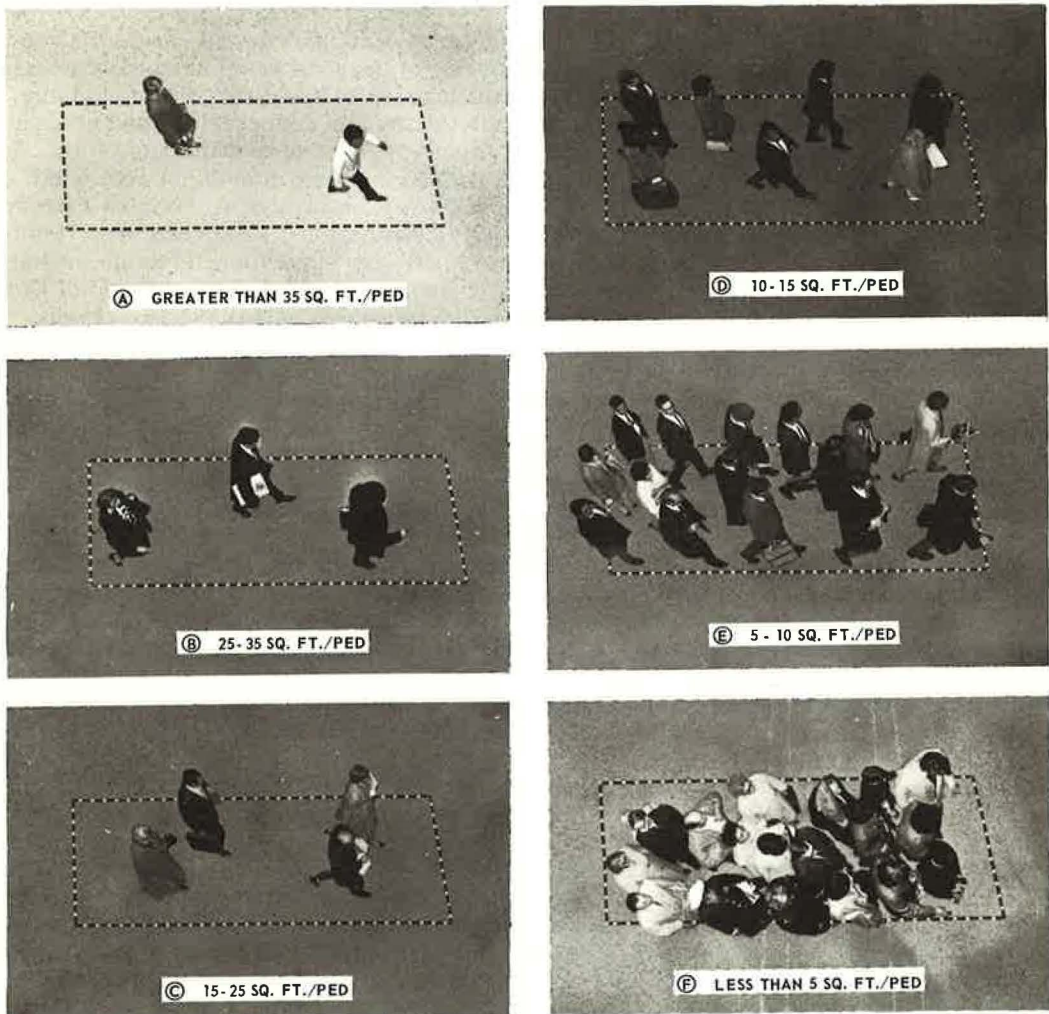 Ⓐ GREATER THAN 35 SQ. FT./PED
Ⓓ 10-15 SQ. FT./PED
Ⓑ 25-35 SQ. FT./PED
Ⓔ 5 - 10 SQ. FT./PED
Ⓒ 15-25 SQ. FT./PED
Ⓕ LESS THAN 5 SQ. FT./PED